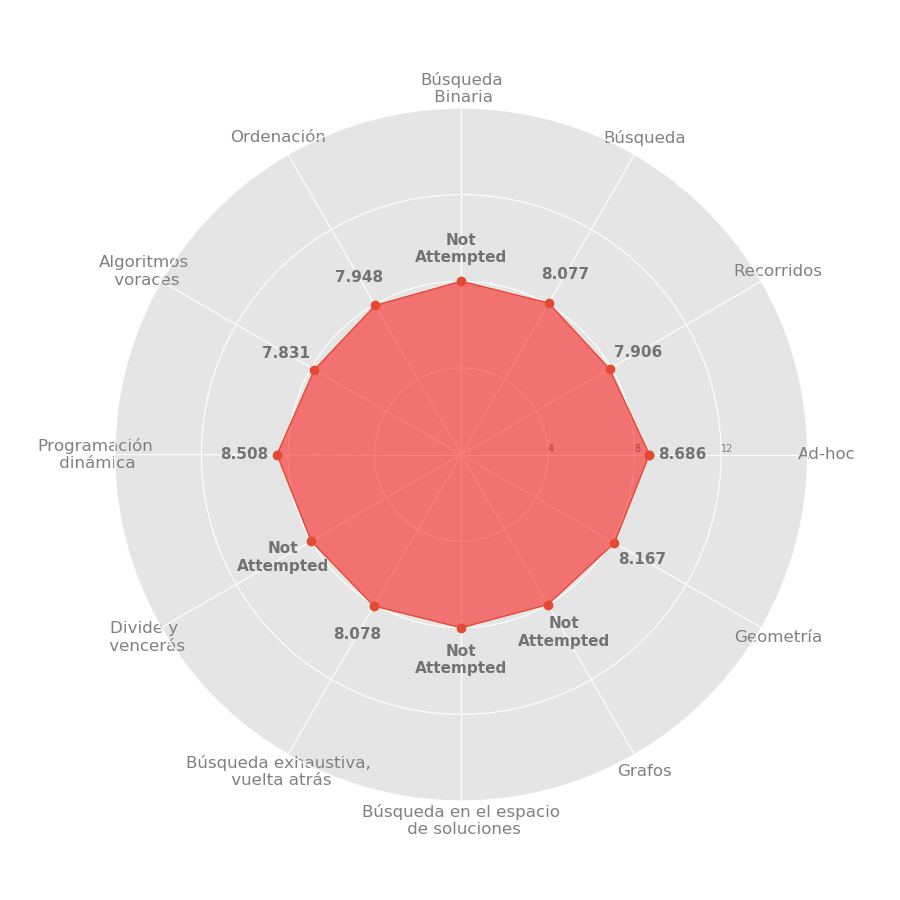 Búsqueda
Binaria
Ordenación
Búsqueda
Not
Attempted
Algoritmos
voraces
7.948
8.077
Recorridos
7.831
7.906
Programación
dinámica
8.508
4
8
8.686
12
Ad-hoc
Not
Attempted
8.167
Divide y
vencerás
8.078
Not
Attempted
Not
Attempted
Geometría
Búsqueda exhaustiva,
vuelta atrás
Grafos
Búsqueda en el espacio
de soluciones